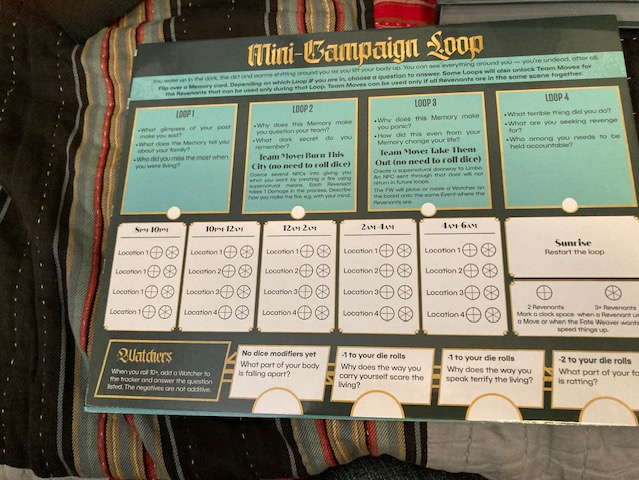 Mini-Campaign Loop
You wake up in the dark, the dirt and worms shifting around you as you lift your body up. You can see everything around you — you're undead, after all,
Flip over a Memory card. Depending on which Loop # you are in, choose a question to answer. Some Loops will also unlock Team Moves for
the Revenants that can be used only during that Loop. Team Moves can be used only if all Revenants are in the same scene together.
LOOP 1
•What glimpses of your past
make you sad?
•What does the Memory tell you
about your family?
•Who did you miss the most when
you were living?
LOOP 2
•Why does this Memory make
you question your team?
•What dark secret do you
remember?
Team Move: Burn This
City (no need to roll dice)
Coerce several NPCs into giving you
what you want by creating a fire using
supernatural means. Each Revenant
takes 1 Damage in the process. Describe
how you make the fire e.g. with your mind.
LOOP 3
•Why does this Memory make
you panic?
•How did this even from your
Memory change your life?
Team Move: Take Them
Out (no need to roll dice)
Create a supernatural doorway to Limbo.
An NPC sent through that door will not
return in future loops.
The FW will place or move a Watcher on
the board onto the same Event where the
Revenants are.
LOOP 4
•What terrible thing did you do?
•What are you seeking revenge
for?
•Who among you needs to be
held accountable?
8PM-10PM
Location 1
Location 1
Location 1
Location 1
10PM-12AM
Location 1
Location 2
Location 3
Location 4
12AM-2AM
Location 1
Location 2
Location 3
Location 4
2AM-4AM
Location 1
Location 2
Location 3
Location 4
4AM-6AM
Location 1
Location 2
Location 3
Location 4
Sunrise
Restart the loop
2 Revenants
3+ Revenants
Mark a clock space when a Revenant us
a Move or when the Fate Weaver wants
speed things up.
Watchers
When you roll 10+, add a Watcher to
the tracker and answer the question
listed. The negatives are not additive.
No dice modifiers yet
What part of your body
is falling apart?
-1 to your die rolls
Why does the way you
carry yourself scare the
living?
-1 to your die rolls
Why does the way you
speak terrify the living?
-2 to your die rolls
What part of your fa
is rotting?